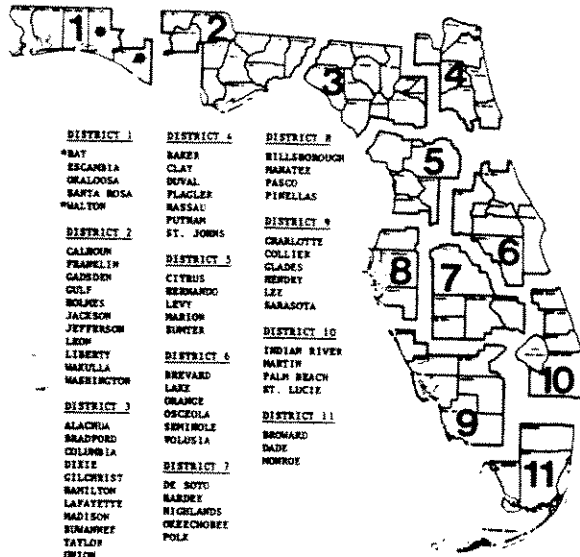 1
2
3
4
5
6
7
8
9
10
11
DISTRICT 1
*BAY
ESCAMBIA
OKALOOSA
SANTA ROSA
*WALTON
DISTRICT 2
CALHOUN
FRANKLIN
GADSDEN
GULF
HOLMES
JACKSON
JEFFERSON
LEON
LIBERTY
WAKULLA
WASHINGTON
DISTRICT 3
ALACHUA
BRADFORD
COLUMBIA
DIXIE
GILCHRIST
HAMILTON
LAFAYETTE
MADISON
SUWANNEE
TAYLOR
UNION
DISTRICT 4
BAKER
CLAY
DUVAL
FLAGLER
NASSAU
PUTNAM
ST. JOHNS
DISTRICT 5
CITRUS
HERNANDO
LEVY
MARION
SUMTER
DISTRICT 6
BREVARD
LAKE
ORANGE
OSCEOLA
SEMINOLE
VOLUSIA
DISTRICT 7
DE SOTO
HARDEE
HIGHLANDS
OKEECHOBEE
POLK
DISTRICT 8
HILLSBOROUGH
MANATEE
PASCO
PINELLAS
DISTRICT 9
CHARLOTTE
COLLIER
GLADES
HENDRY
LEE
SARASOTA
DISTRICT 10
INDIAN RIVER
MARTIN
PALM BEACH
ST. LUCIE
DISTRICT 11
BROWARD
DADE
MONROE